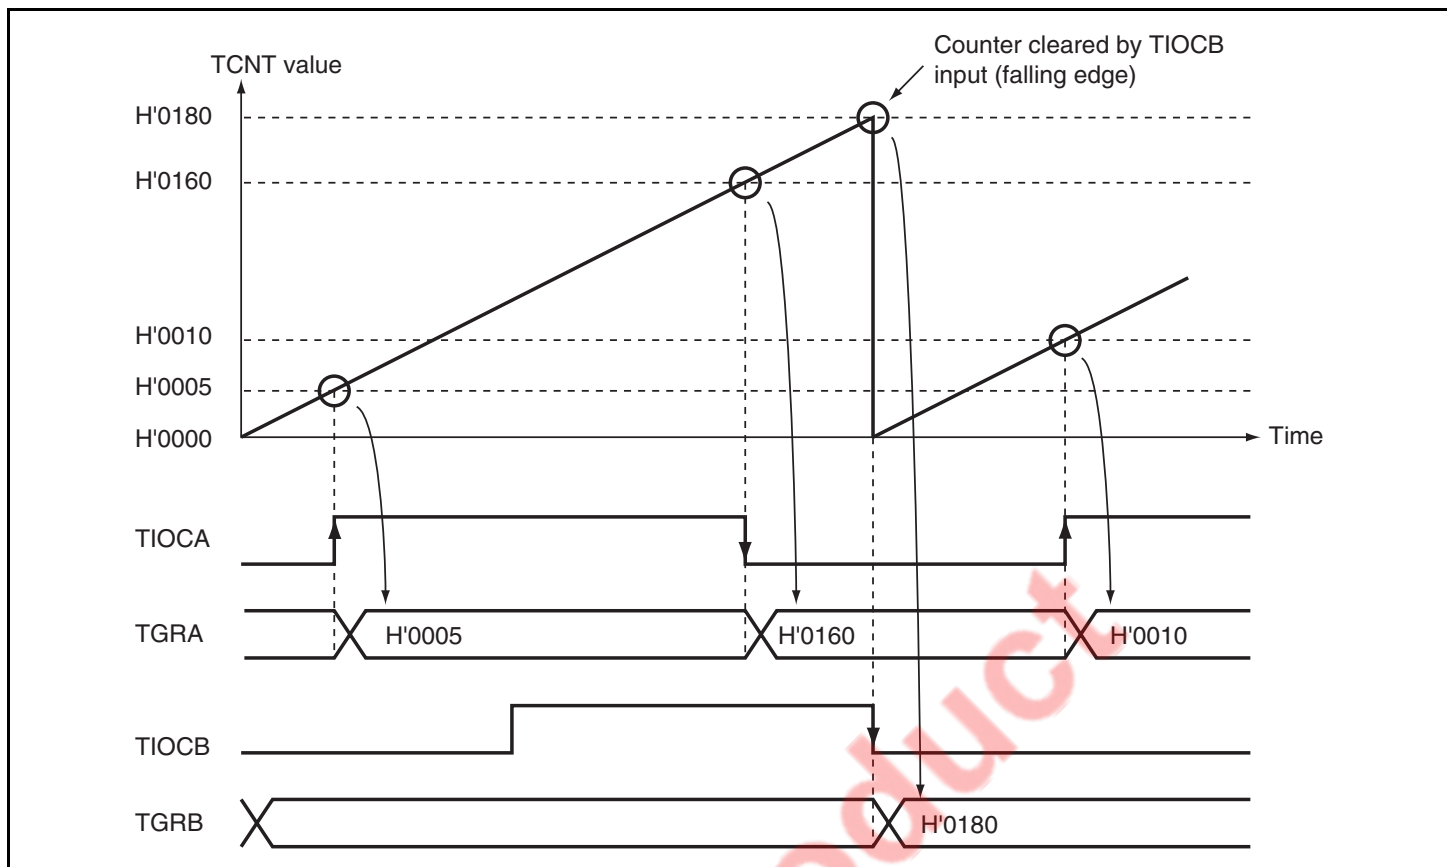 Counter cleared by TIOCB
input (falling edge)
TCNT value
H'0180
H'0160
H'0010
H'0005
H'0000
Time
TIOCA
TGRA
H'0005
H'0160
H'0010
TIOCB
TGRB
H'0180
oduct